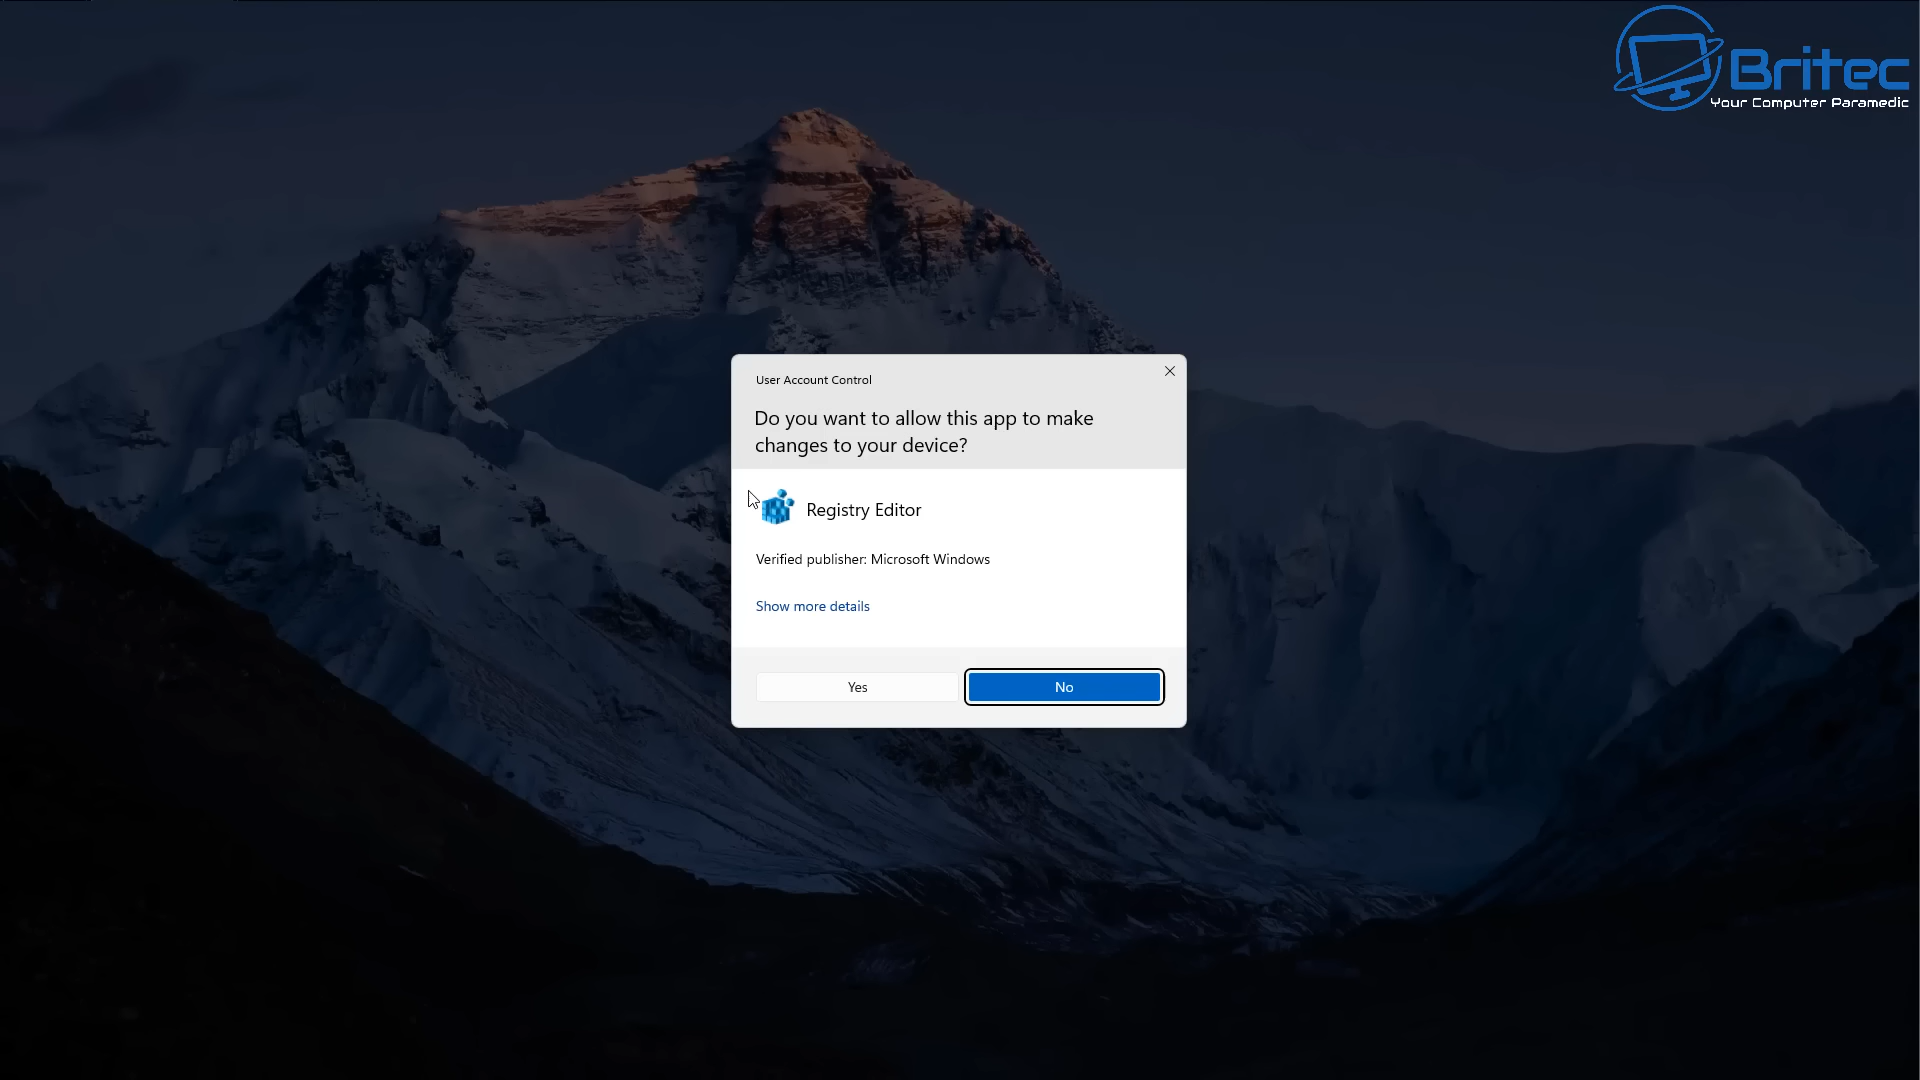 Britec
Your Computer Paramedic
User Account Control
Do you want to allow this app to make
changes to your device?
Registry Editor
Verified publisher: Microsoft Windows
Show more details
Yes
No